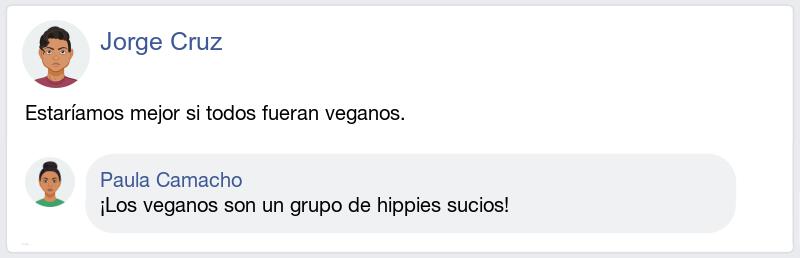 Jorge Cruz
Estaríamos mejor si todos fueran veganos.
Paula Camacho
¡Los veganos son un grupo de hippies sucios!